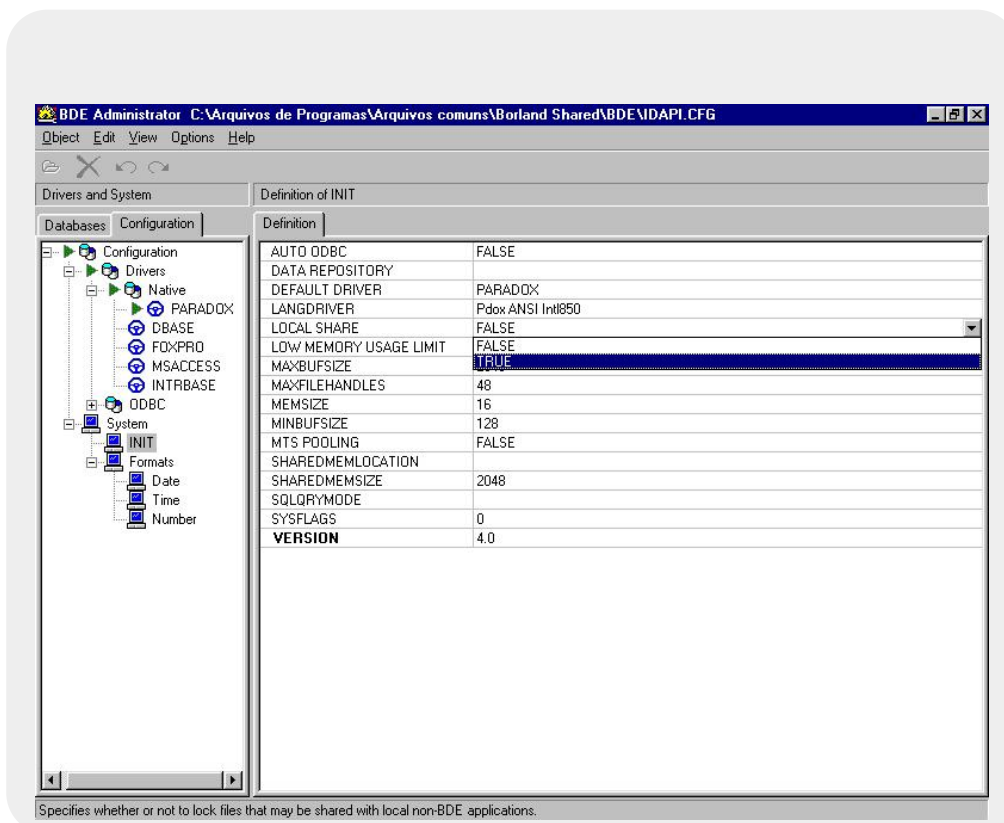 BDE Administrator C:\Arquivos de Programas\Arquivos comuns\Borland Shared\BDE\IDAPI.CFG
Object Edit View Options Help
Drivers and System
Definition of INIT
Databases Configuration
Definition
Configuration
Drivers
Native
PARADOX
DBASE
FOXPRO
MSACCESS
INTRBASE
ODBC
System
INIT
Formats
Date
Time
Number
AUTO ODBC FALSE
DATA REPOSITORY
DEFAULT DRIVER PARADOX
LANGDRIVER Pdox ANSI Intl850
LOCAL SHARE FALSE
LOW MEMORY USAGE LIMIT FALSE
MAXBUFSIZE TRUE
MAXFILEHANDLES 48
MEMSIZE 16
MINBUFSIZE 128
MTS POOLING FALSE
SHAREDMEMLOCATION
SHAREDMEMSIZE 2048
SQLQRYMODE
SYSFLAGS 0
VERSION 4.0
Specifies whether or not to lock files that may be shared with local non-BDE applications.